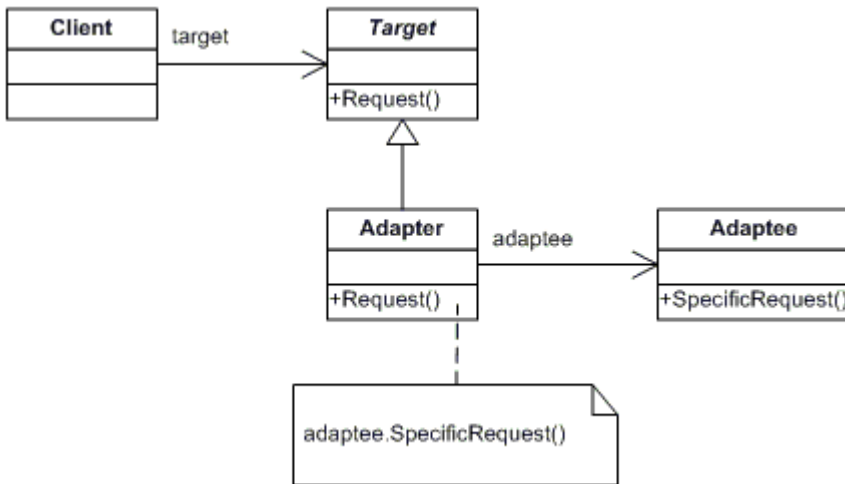 Client
target
Target
+Request()
Adapter
adaptee
Adaptee
+Request()
+SpecificRequest()
adaptee.SpecificRequest()